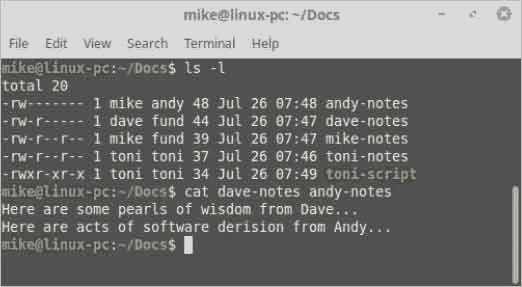 mike@linux-pc: ~/Docs
File Edit View Search Terminal Help
mike@linux-pc:~/Docs$ ls -l
total 20
-rw------- 1 mike andy 48 Jul 26 07:48 andy-notes
-rw-r----- 1 dave fund 44 Jul 26 07:47 dave-notes
-rw-r--r-- 1 mike fund 39 Jul 26 07:47 mike-notes
-rw-r--r-- 1 toni toni 37 Jul 26 07:46 toni-notes
-rwxr-xr-x 1 toni toni 34 Jul 26 07:49 toni-script
mike@linux-pc:~/Docs$ cat dave-notes andy-notes
Here are some pearls of wisdom from Dave...
Here are acts of software derision from Andy...
mike@linux-pc:~/Docs$